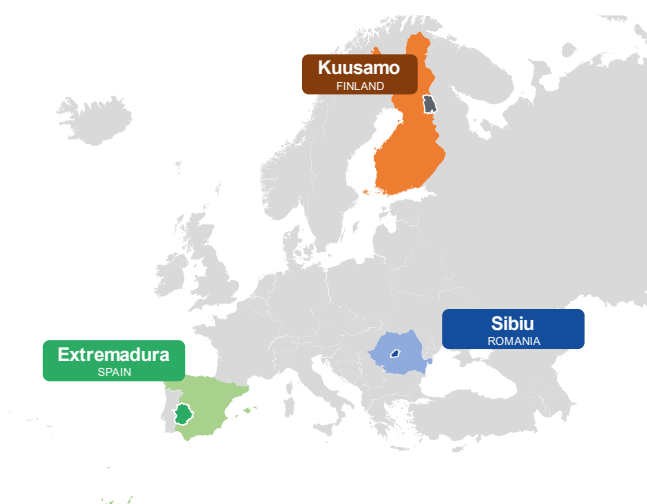 Kuusamo
FINLAND
Sibiu
ROMANIA
Extremadura
SPAIN